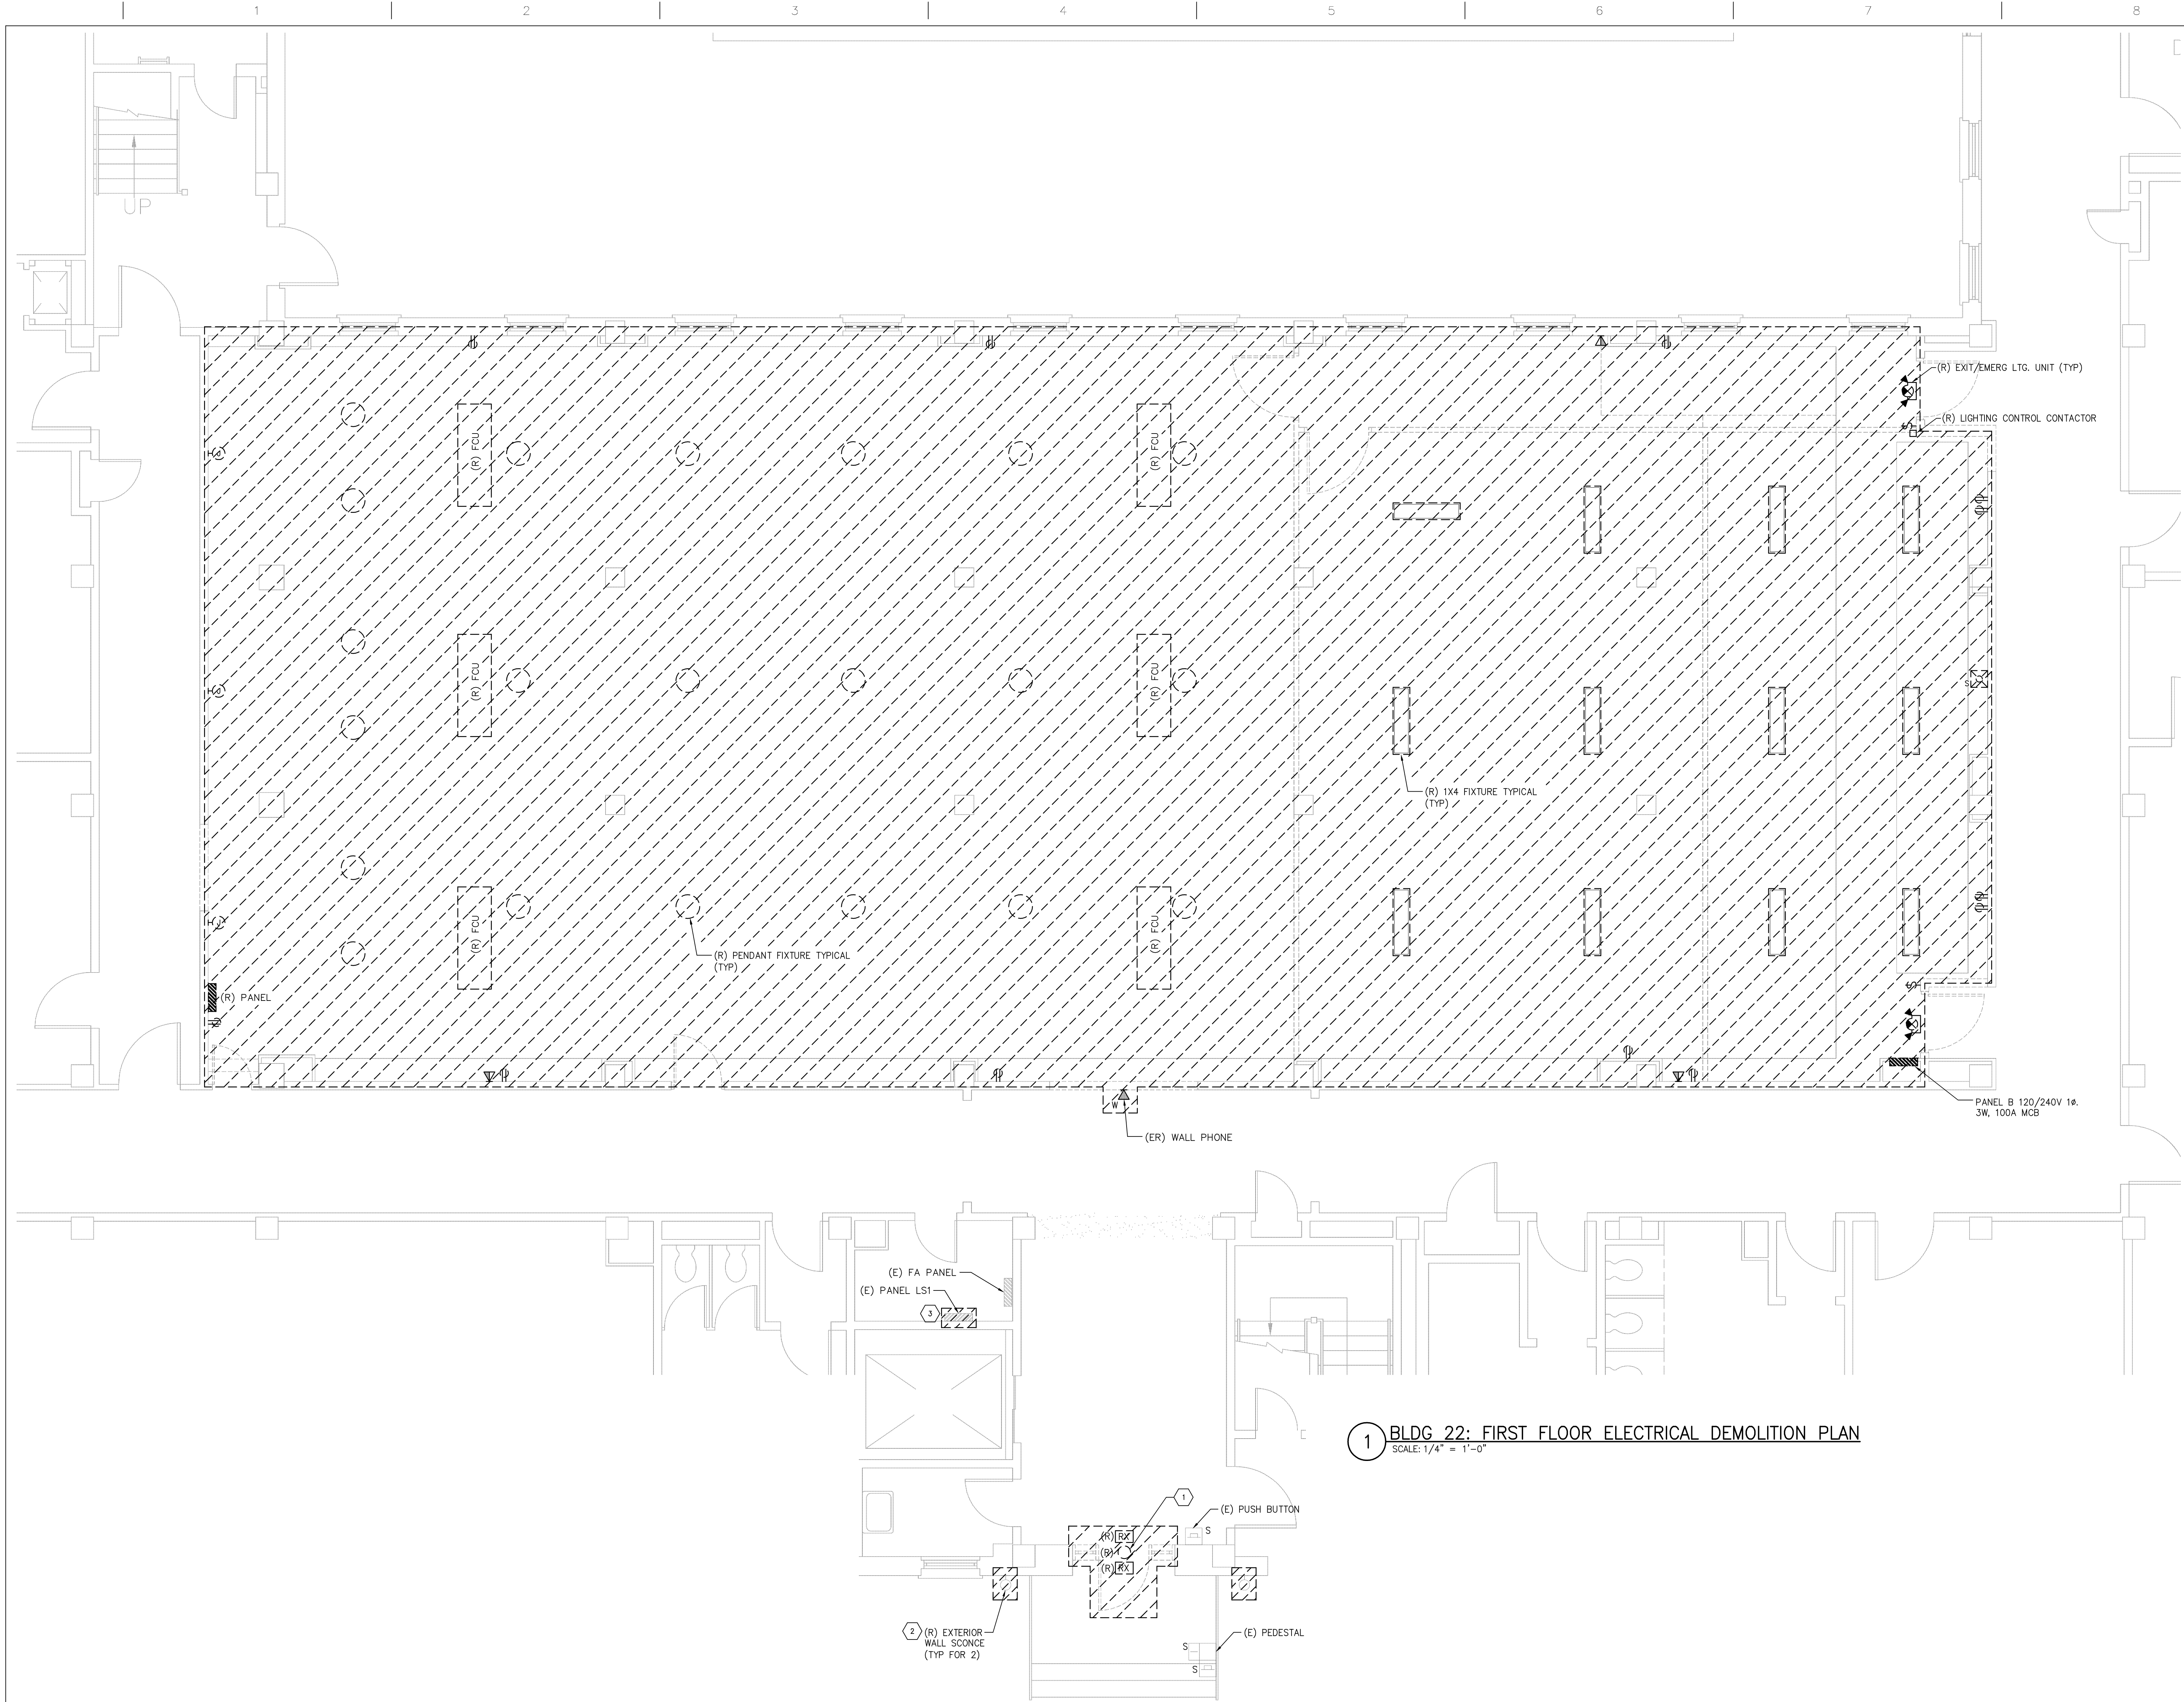 1 2 3 4 5 6 7 8
UP
(R) EXIT/EMERG LTG. UNIT (TYP)
(R) LIGHTING CONTROL CONTACTOR
$
(R) FCU
(R) FCU
J
J
J
(R) FCU
(R) FCU
S
(R) 1X4 FIXTURE TYPICAL
(TYP)
(R) FCU
(R) FCU
(R) PENDANT FIXTURE TYPICAL
(TYP)
(R) PANEL
$
PANEL B 120/240V 1ø.
3W, 100A MCB
W
(ER) WALL PHONE
(E) FA PANEL
(E) PANEL LS1
3
1 BLDG 22: FIRST FLOOR ELECTRICAL DEMOLITION PLAN
SCALE: 1/4" = 1'-0"
1
(E) PUSH BUTTON
S
(R) RX
(R)
(R) RX
2 (R) EXTERIOR
WALL SCONCE
(TYP FOR 2)
(E) PEDESTAL
S
S